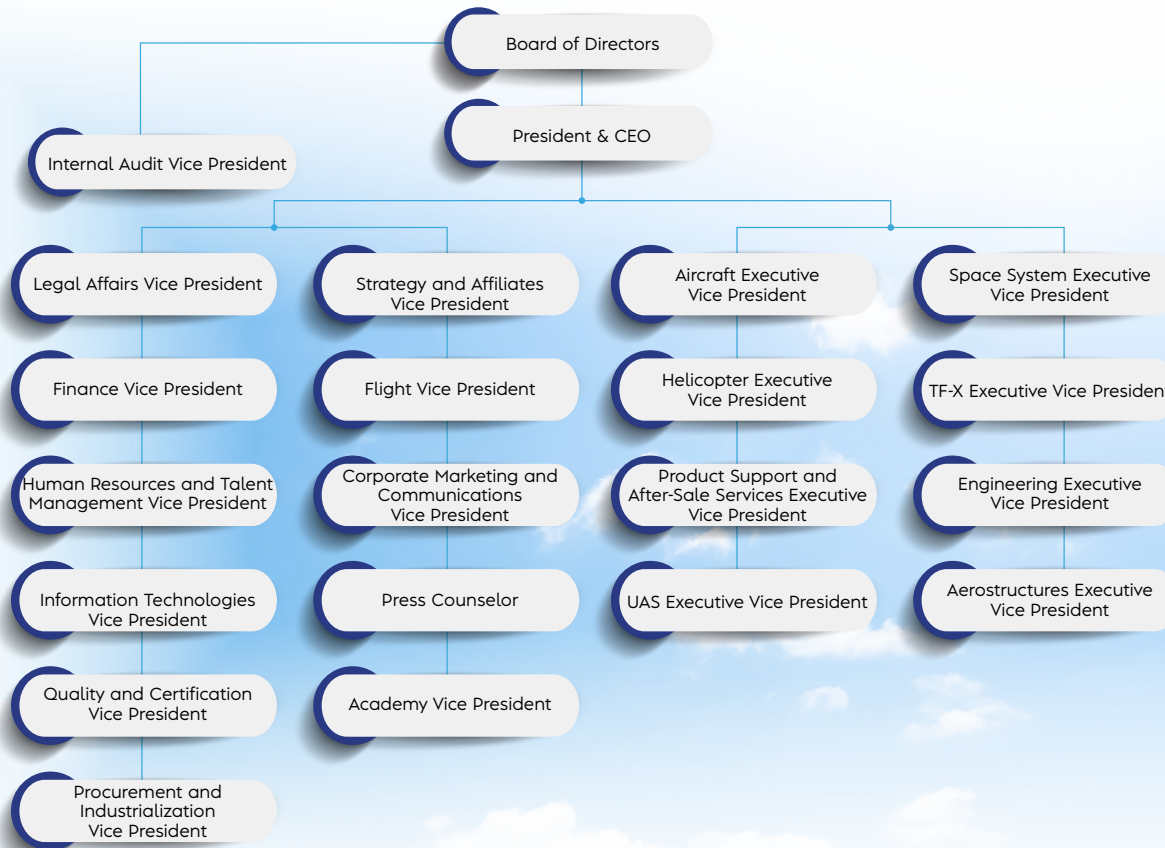 Board of Directors
President & CEO
Internal Audit Vice President
Legal Affairs Vice President
Finance Vice President
Human Resources and Talent
Management Vice President
Information Technologies
Vice President
Quality and Certification
Vice President
Procurement and
Industrialization
Vice President
Strategy and Affiliates
Vice President
Flight Vice President
Corporate Marketing and
Communications
Vice President
Press Counselor
Academy Vice President
Aircraft Executive
Vice President
Helicopter Executive
Vice President
Product Support and
After-Sale Services Executive
Vice President
UAS Executive Vice President
Space System Executive
Vice President
TF-X Executive Vice Presiden
Engineering Executive
Vice President
Aerostructures Executive
Vice President